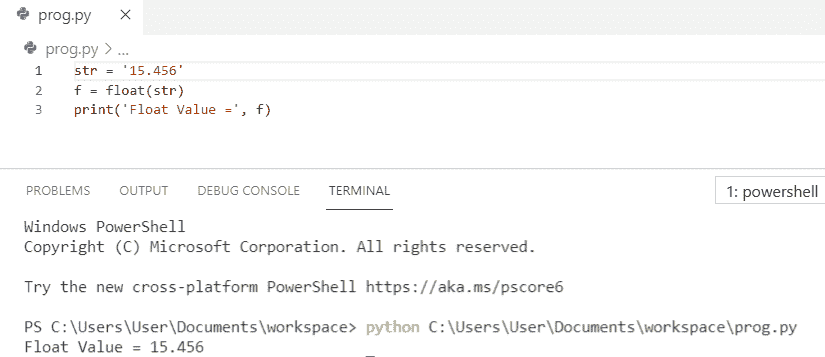 prog.py
prog.py > ...
1 str = '15.456'
2 f = float(str)
3 print('Float Value =', f)
PROBLEMS OUTPUT DEBUG CONSOLE TERMINAL 1: powershell
Windows PowerShell
Copyright (C) Microsoft Corporation. All rights reserved.
Try the new cross-platform PowerShell https://aka.ms/pscore6
PS C:\Users\User\Documents\workspace> python C:\Users\User\Documents\workspace\prog.py
Float Value = 15.456